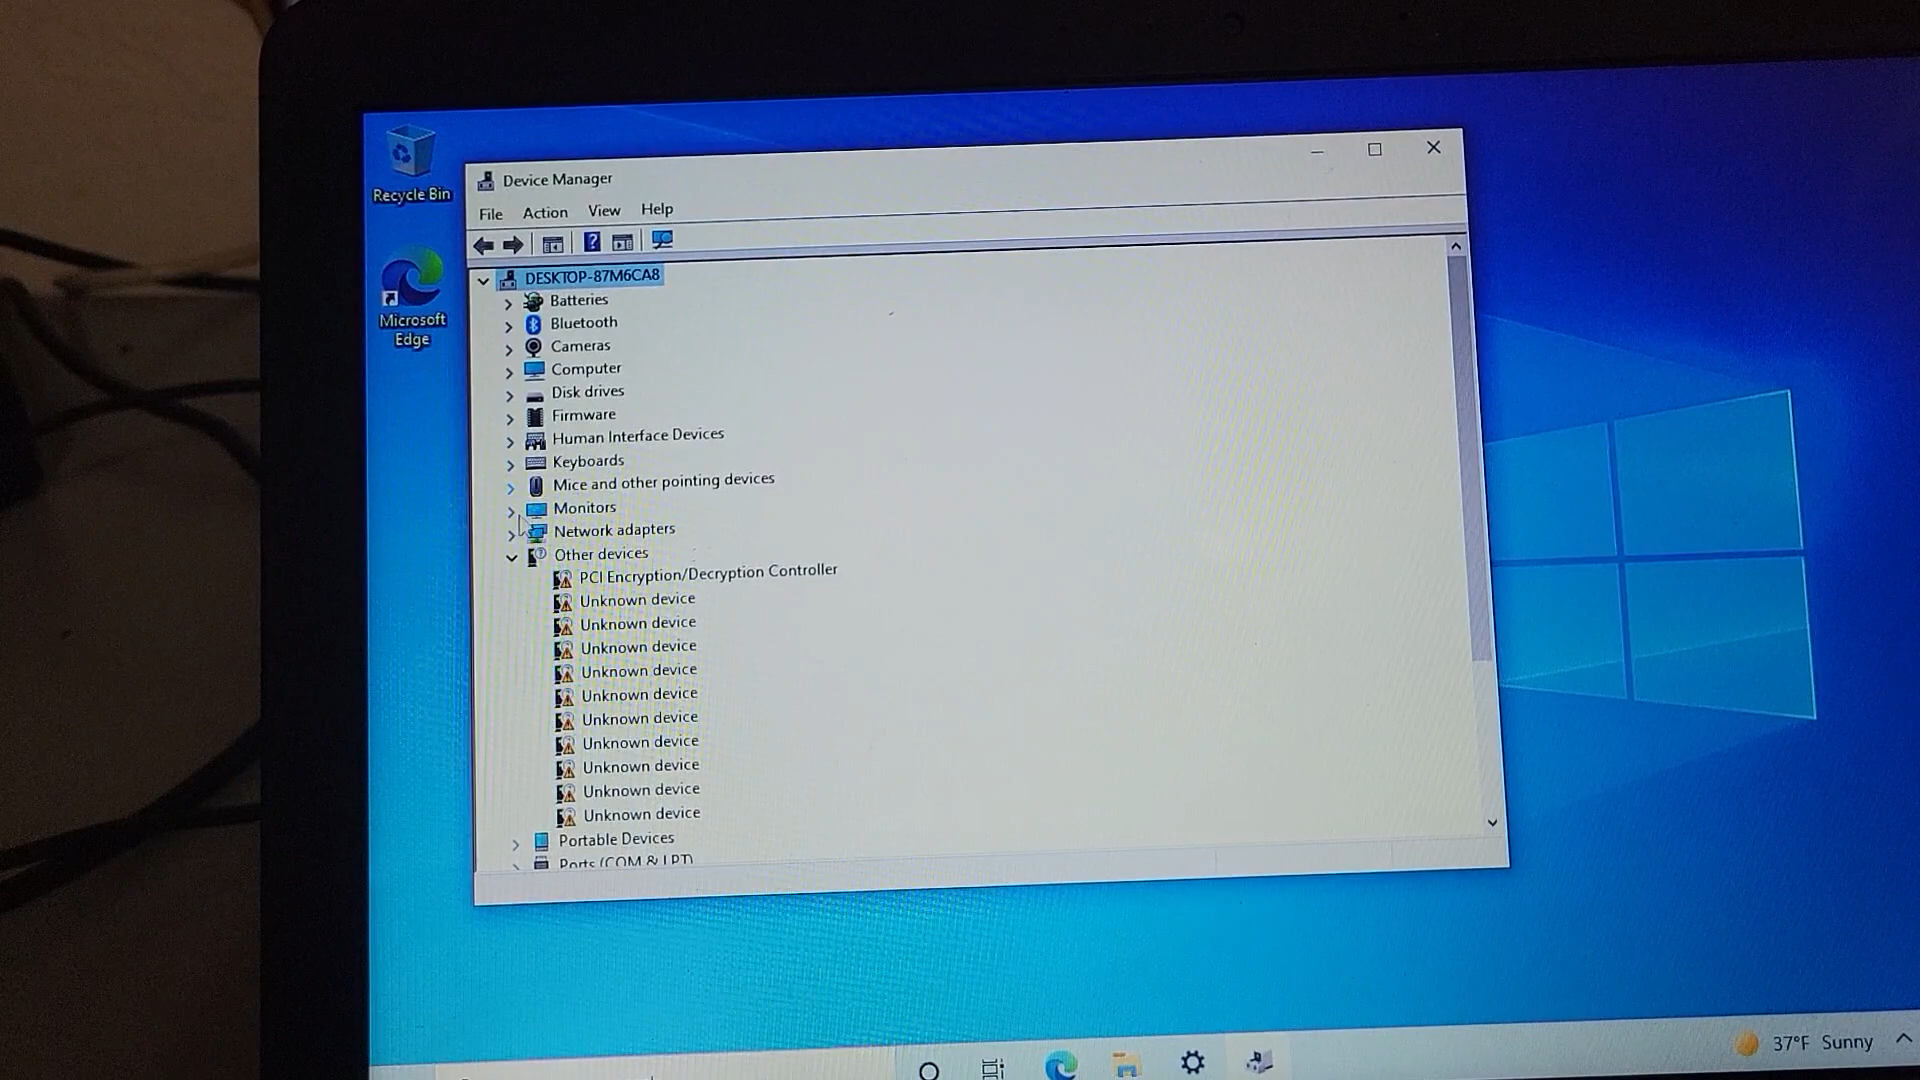 Recycle Bin
Microsoft
Edge
Device Manager
File Action View Help
DESKTOP-87M6CA8
Batteries
Bluetooth
Cameras
Computer
Disk drives
Firmware
Human Interface Devices
Keyboards
Mice and other pointing devices
Monitors
Network adapters
Other devices
PCI Encryption/Decryption Controller
Unknown device
Unknown device
Unknown device
Unknown device
Unknown device
Unknown device
Unknown device
Unknown device
Unknown device
Unknown device
Portable Devices
Ports (COM & LPT)
37°F Sunny